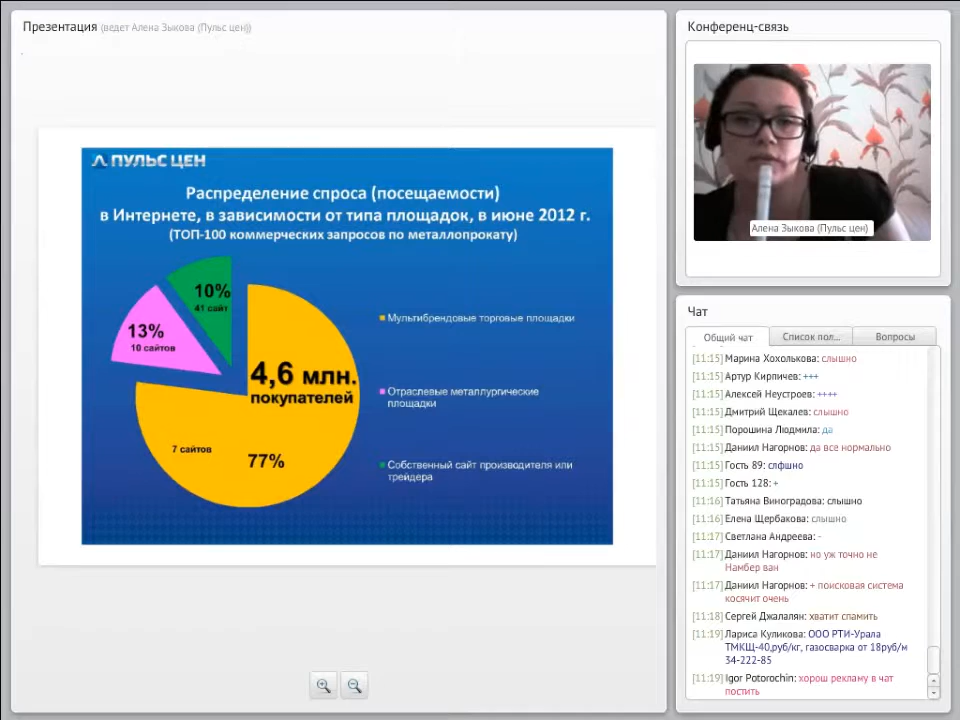 Презентация (ведет Алена Зыкова (Пульс цен))
ПУЛЬС ЦЕН
Распределение спроса (посещаемости)
в Интернете, в зависимости от типа площадок, в июне 2012 г.
(ТОП-100 коммерческих запросов по металлопрокату)
10%
41 сайт
13%
10 сайтов
4,6 млн.
покупателей
7 сайтов
77%
Мультибрендовые торговые площадки
Отраслевые металлургические
площадки
Собственный сайт производителя или
трейдера
Конференц-связь
Алена Зыкова (Пульс цен)
Чат
Общий чат
Список пол...
Вопросы
[11:15] Марина Хохолькова: слышно
[11:15] Артур Кирпичев: +++
[11:15] Алексей Неустроев: ++++
[11:15] Дмитрий Щекалев: слышно
[11:15] Порошина Людмила: да
[11:15] Даниил Нагорнов: да все нормально
[11:15] Гость 89: слфшно
[11:15] Гость 128: +
[11:16] Татьяна Виноградова: слышно
[11:16] Елена Щербакова: слышно
[11:17] Светлана Андреева: -
[11:17] Даниил Нагорнов: но уж точно не
Намбер ван
[11:17] Даниил Нагорнов: + поисковая система
косячит очень
[11:18] Сергей Джалалян: хватит спамить
[11:19] Лариса Куликова: ООО РТИ-Урала
ТМКЩ-40,руб/кг, газосварка от 18руб/м
34-222-85
[11:19] Igor Potorochin: хорош рекламу в чат
постить